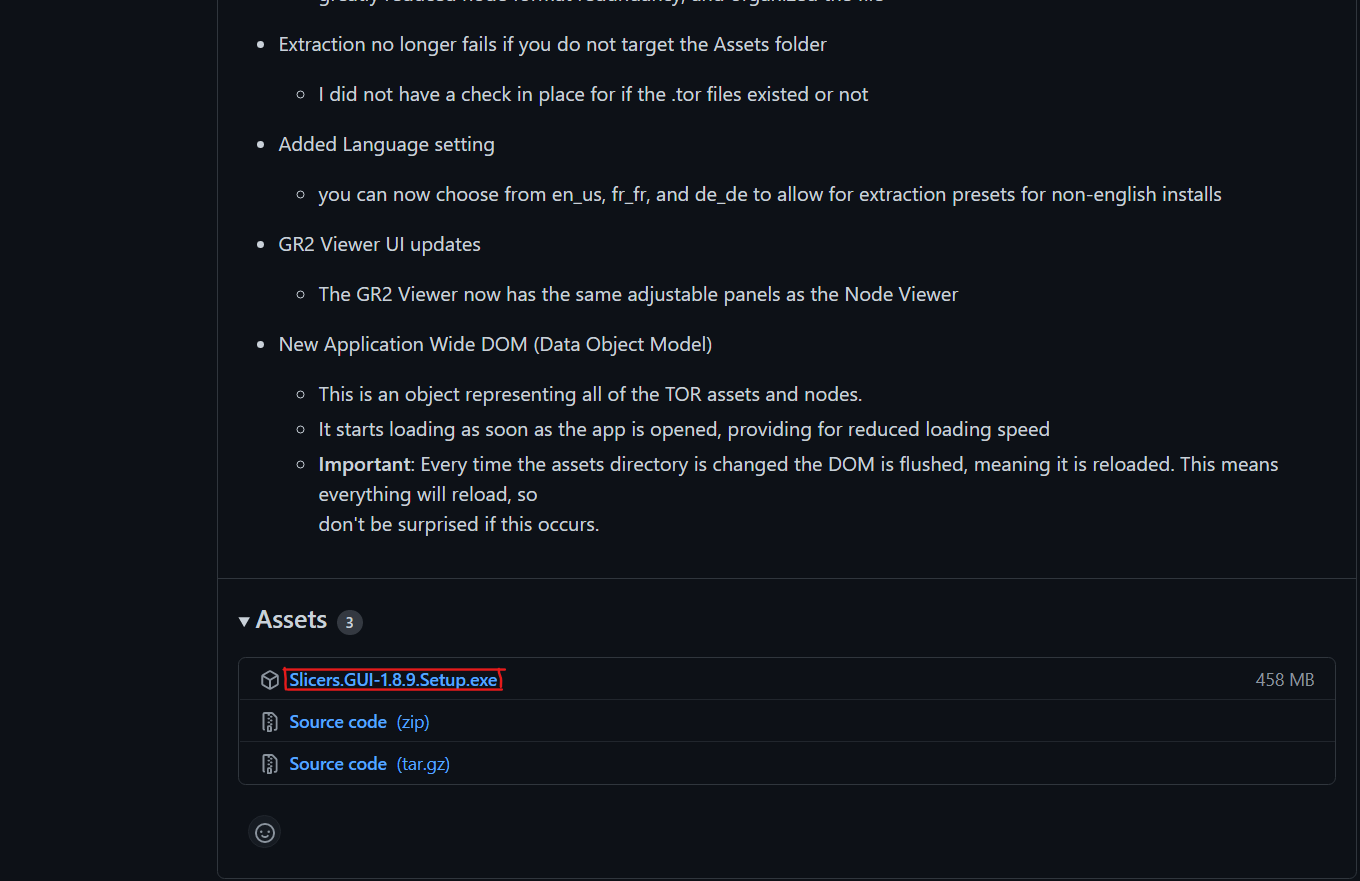 Extraction no longer fails if you do not target the Assets folder
I did not have a check in place for if the .tor files existed or not
Added Language setting
you can now choose from en_us, fr_fr, and de_de to allow for extraction presets for non-english installs
GR2 Viewer UI updates
The GR2 Viewer now has the same adjustable panels as the Node Viewer
New Application Wide DOM (Data Object Model)
This is an object representing all of the TOR assets and nodes.
It starts loading as soon as the app is opened, providing for reduced loading speed
Important: Every time the assets directory is changed the DOM is flushed, meaning it is reloaded. This means
everything will reload, so
don't be surprised if this occurs.
Assets 3
Slicers.GUI-1.8.9.Setup.exe 458 MB
Source code (zip)
Source code (tar.gz)